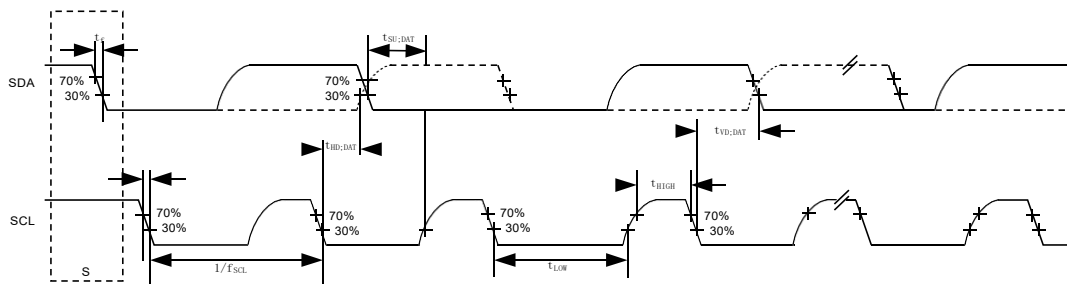 tf
tSU;DAT
SDA
70%
30%
70%
30%
tHD;DAT
tVD;DAT
tHIGH
SCL
70%
30%
70%
30%
70%
30%
70%
30%
S
1/fSCL
tLOW